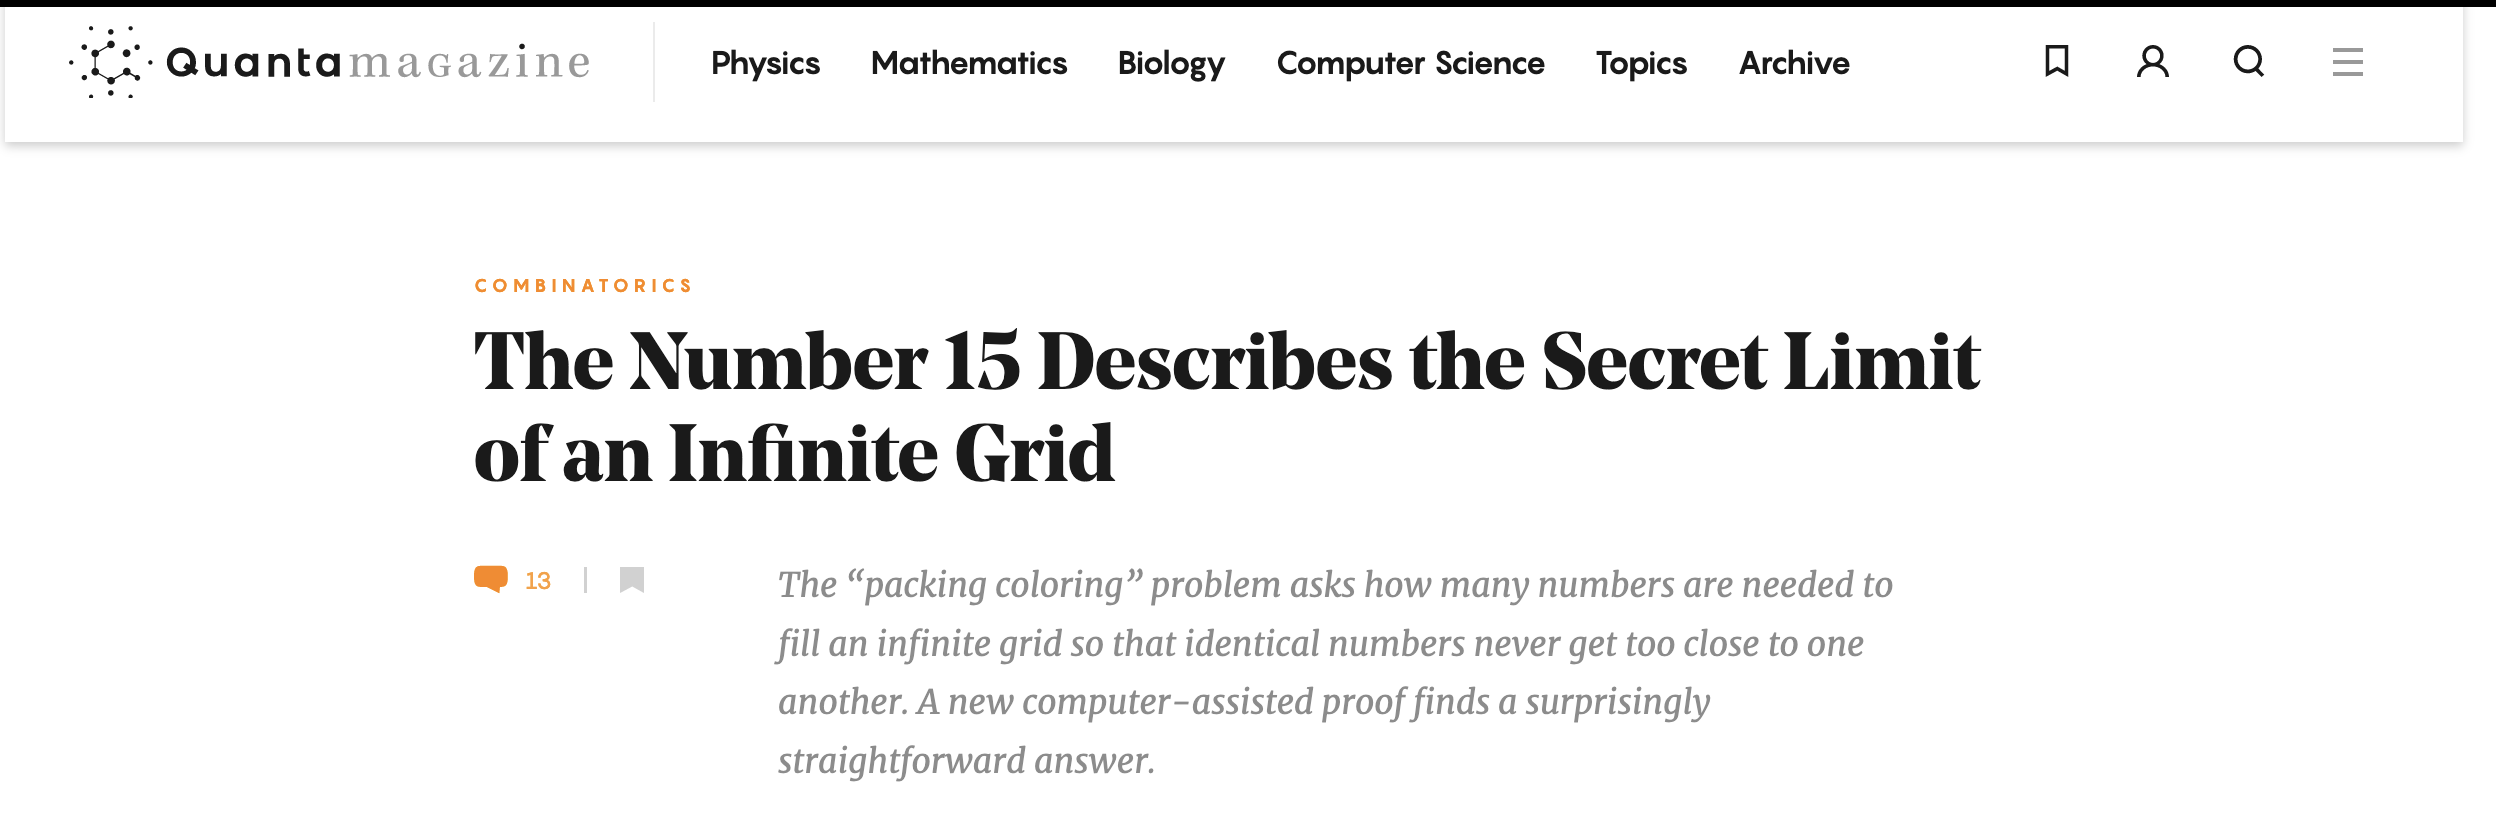 Quanta magazine
Physics Mathematics Biology Computer Science Topics Archive
COMBINATORICS
The Number 15 Describes the Secret Limit
of an Infinite Grid
13
The “packing coloring” problem asks how many numbers are needed to
fill an infinite grid so that identical numbers never get too close to one
another. A new computer-assisted proof finds a surprisingly
straightforward answer.